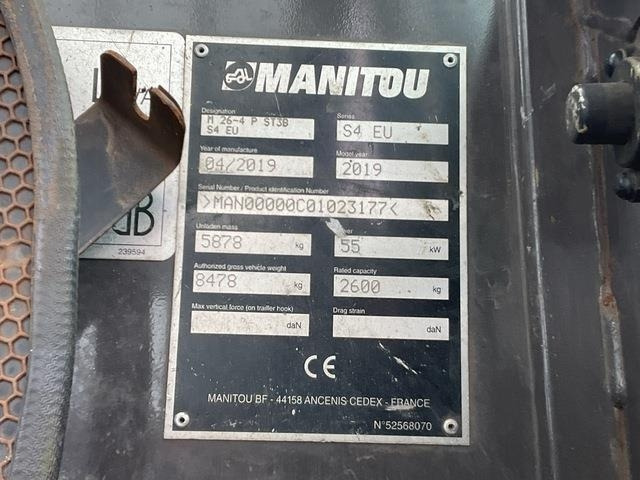 MANITOU
Designation
M 26-4 P ST3B
S4 EU
Series
S4 EU
Year of manufacture
04/2019
Model year
2019
Serial Number / Product identification Number
>MAN00000C01023177<
Unladen mass
5878 kg
55 kW
Authorized gross vehicle weight
8478 kg
Rated capacity
2600 kg
Max vertical force (on trailler hook)
daN
Drag strain
daN
CE
MANITOU BF - 44158 ANCENIS CEDEX - FRANCE
N°52568070
dB
239594